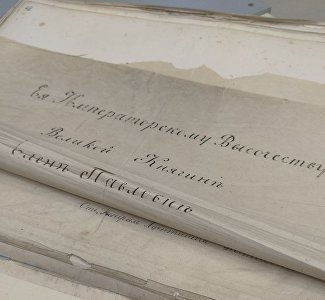 Ея Императорскому Высочеству
Великой Княгинѣ
Еленѣ Павловнѣ